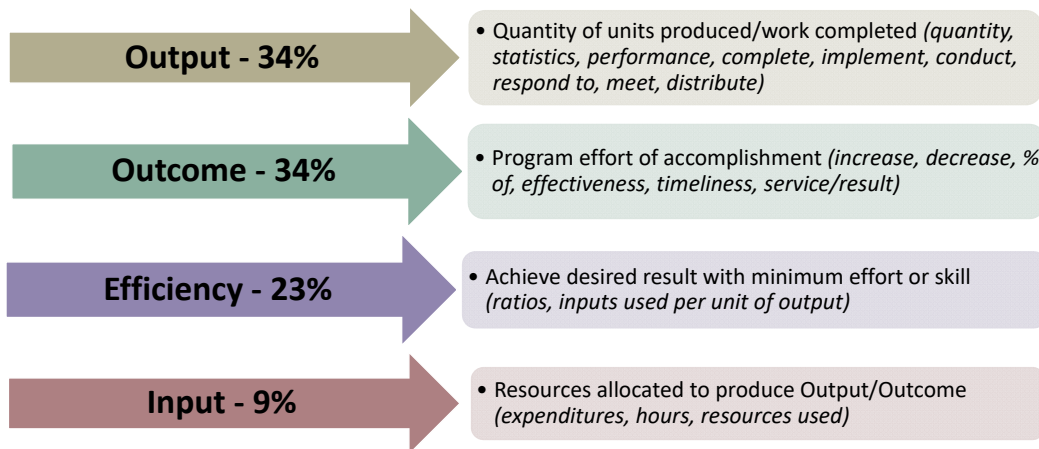 Output - 34%
• Quantity of units produced/work completed (quantity,
statistics, performance, complete, implement, conduct,
respond to, meet, distribute)
Outcome - 34%
• Program effort of accomplishment (increase, decrease, %
of, effectiveness, timeliness, service/result)
Efficiency - 23%
• Achieve desired result with minimum effort or skill
(ratios, inputs used per unit of output)
Input - 9%
• Resources allocated to produce Output/Outcome
(expenditures, hours, resources used)